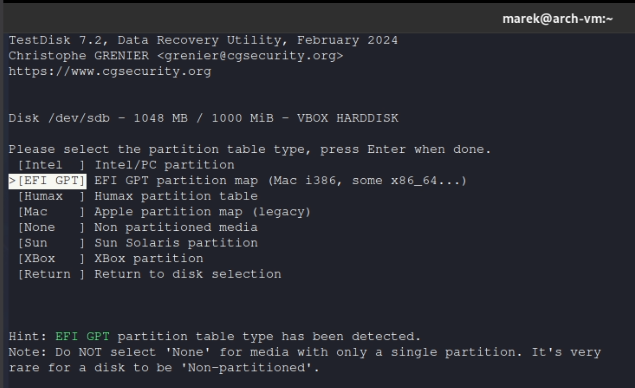 marek@arch-vm:~
TestDisk 7.2, Data Recovery Utility, February 2024
Christophe GRENIER <grenier@cgsecurity.org>
https://www.cgsecurity.org
Disk /dev/sdb - 1048 MB / 1000 MiB - VBOX HARDDISK
Please select the partition table type, press Enter when done.
 [Intel  ] Intel/PC partition
>[EFI GPT] EFI GPT partition map (Mac i386, some x86_64...)
 [Humax  ] Humax partition table
 [Mac    ] Apple partition map (legacy)
 [None   ] Non partitioned media
 [Sun    ] Sun Solaris partition
 [XBox   ] XBox partition
 [Return ] Return to disk selection
Hint: EFI GPT partition table type has been detected.
Note: Do NOT select 'None' for media with only a single partition. It's very
rare for a disk to be 'Non-partitioned'.